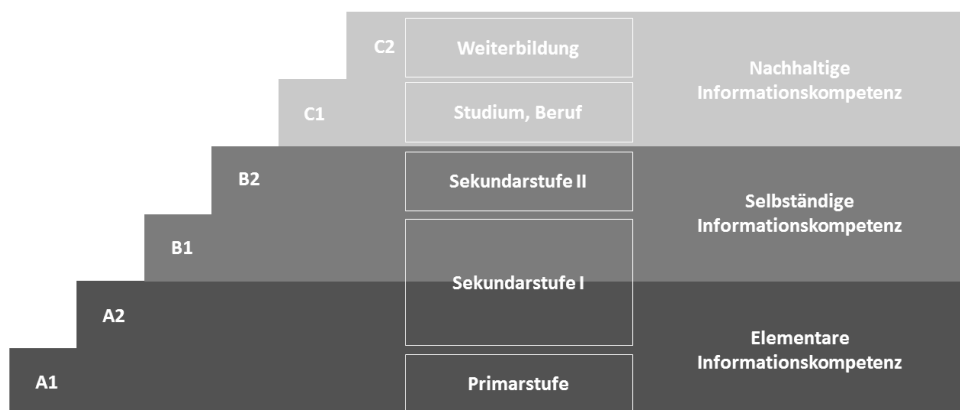 C2
Weiterbildung
Nachhaltige
Informationskompetenz
C1
Studium, Beruf
B2
Sekundarstufe II
Selbständige
Informationskompetenz
B1
Sekundarstufe I
A2
Elementare
Informationskompetenz
A1
Primarstufe